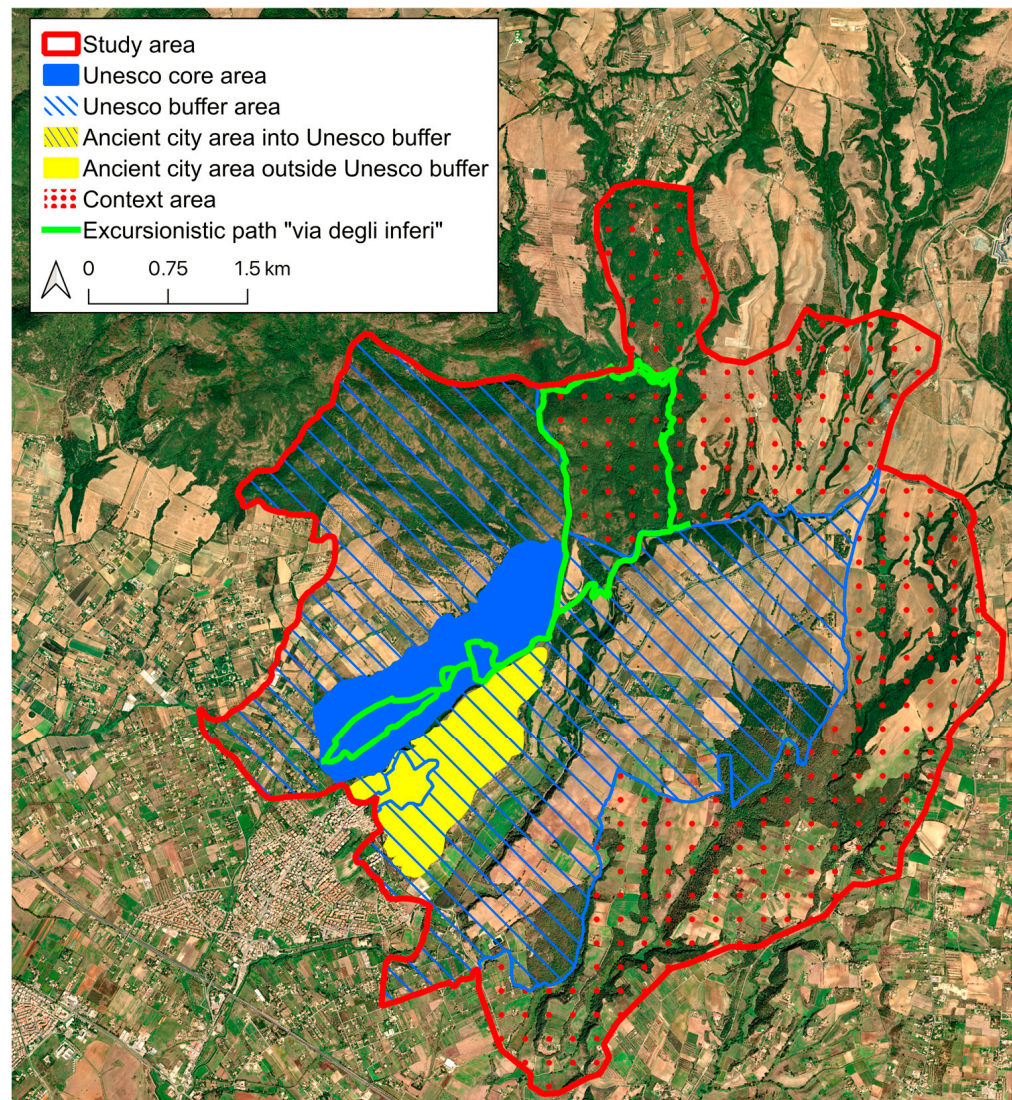 Study area
Unesco core area
Unesco buffer area
Ancient city area into Unesco buffer
Ancient city area outside Unesco buffer
Context area
Excursionistic path "via degli inferi"
0 0.75 1.5 km